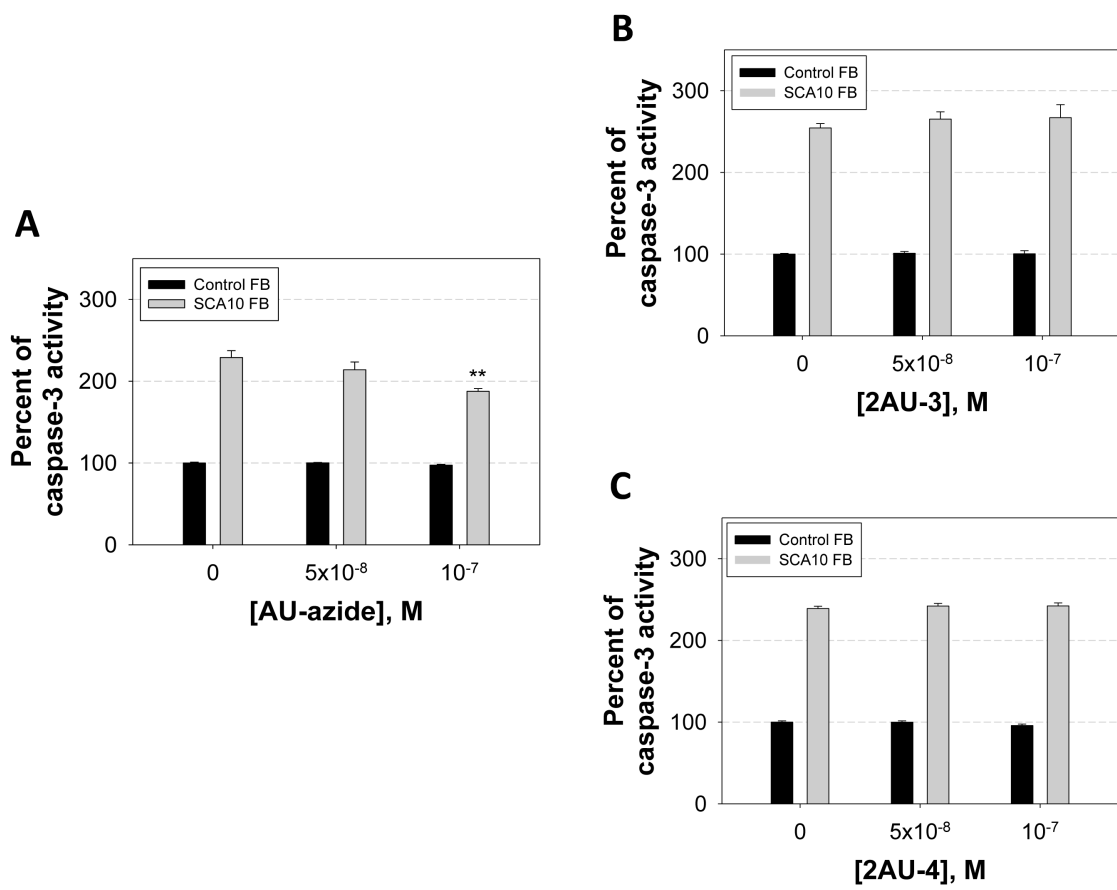 A
Percent of
caspase-3 activity
300
200
100
0
Control FB
SCA10 FB
**
0
5x10⁻⁸
10⁻⁷
[AU-azide], M
B
Percent of
caspase-3 activity
300
200
100
0
Control FB
SCA10 FB
0
5x10⁻⁸
10⁻⁷
[2AU-3], M
C
Percent of
caspase-3 activity
300
200
100
0
Control FB
SCA10 FB
0
5x10⁻⁸
10⁻⁷
[2AU-4], M